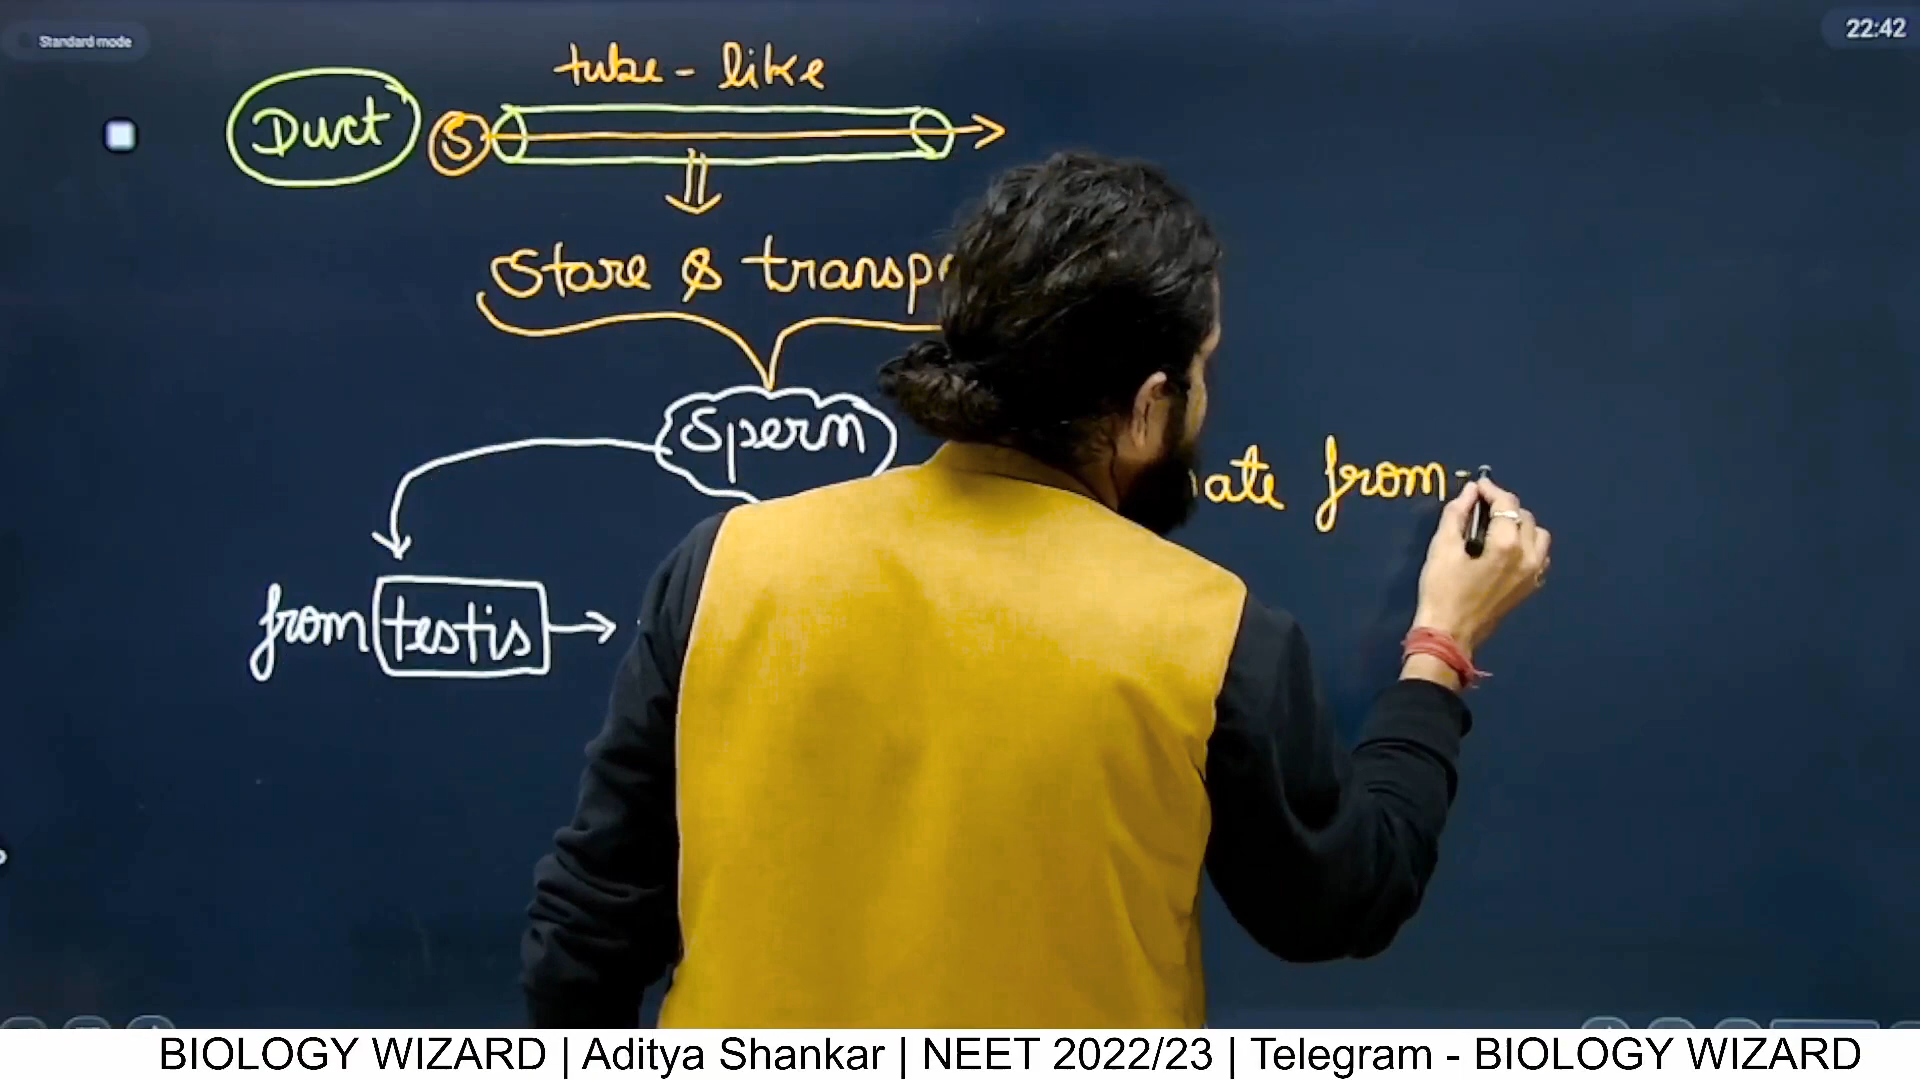 Standard mode
22:42
tube-like
Duct S
Store & transp
Sperm
ate from
from testis
BIOLOGY WIZARD | Aditya Shankar | NEET 2022/23 | Telegram - BIOLOGY WIZARD